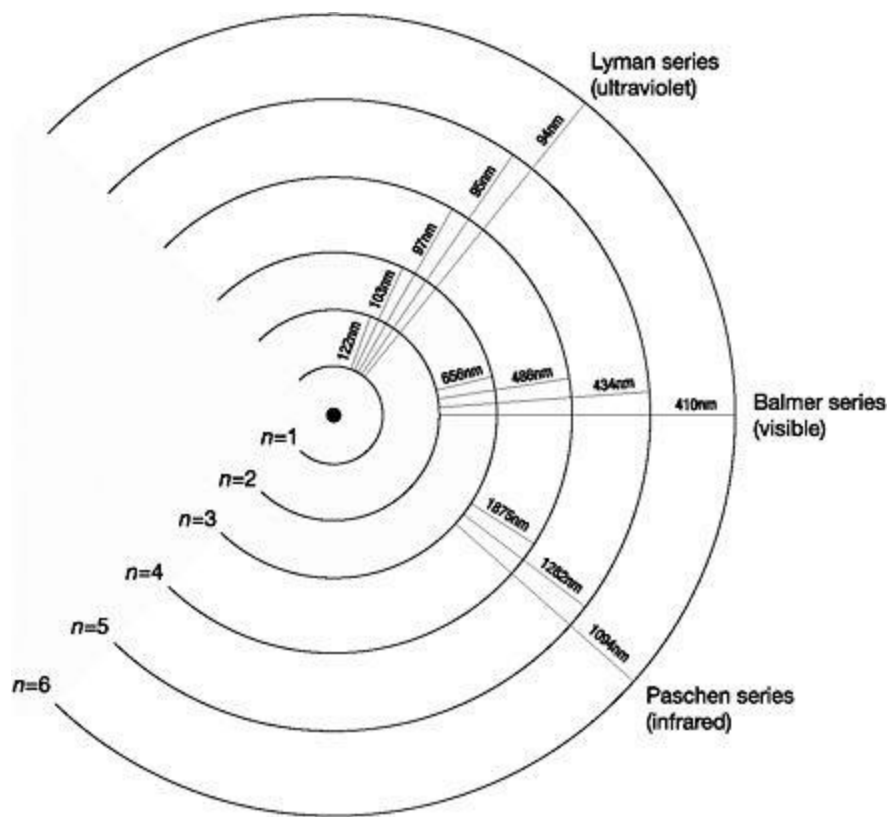 Lyman series
(ultraviolet)
94nm
95nm
97nm
103nm
122nm
656nm
486nm
434nm
410nm
Balmer series
(visible)
n=1
n=2
n=3
n=4
n=5
n=6
1875nm
1282nm
1094nm
Paschen series
(infrared)